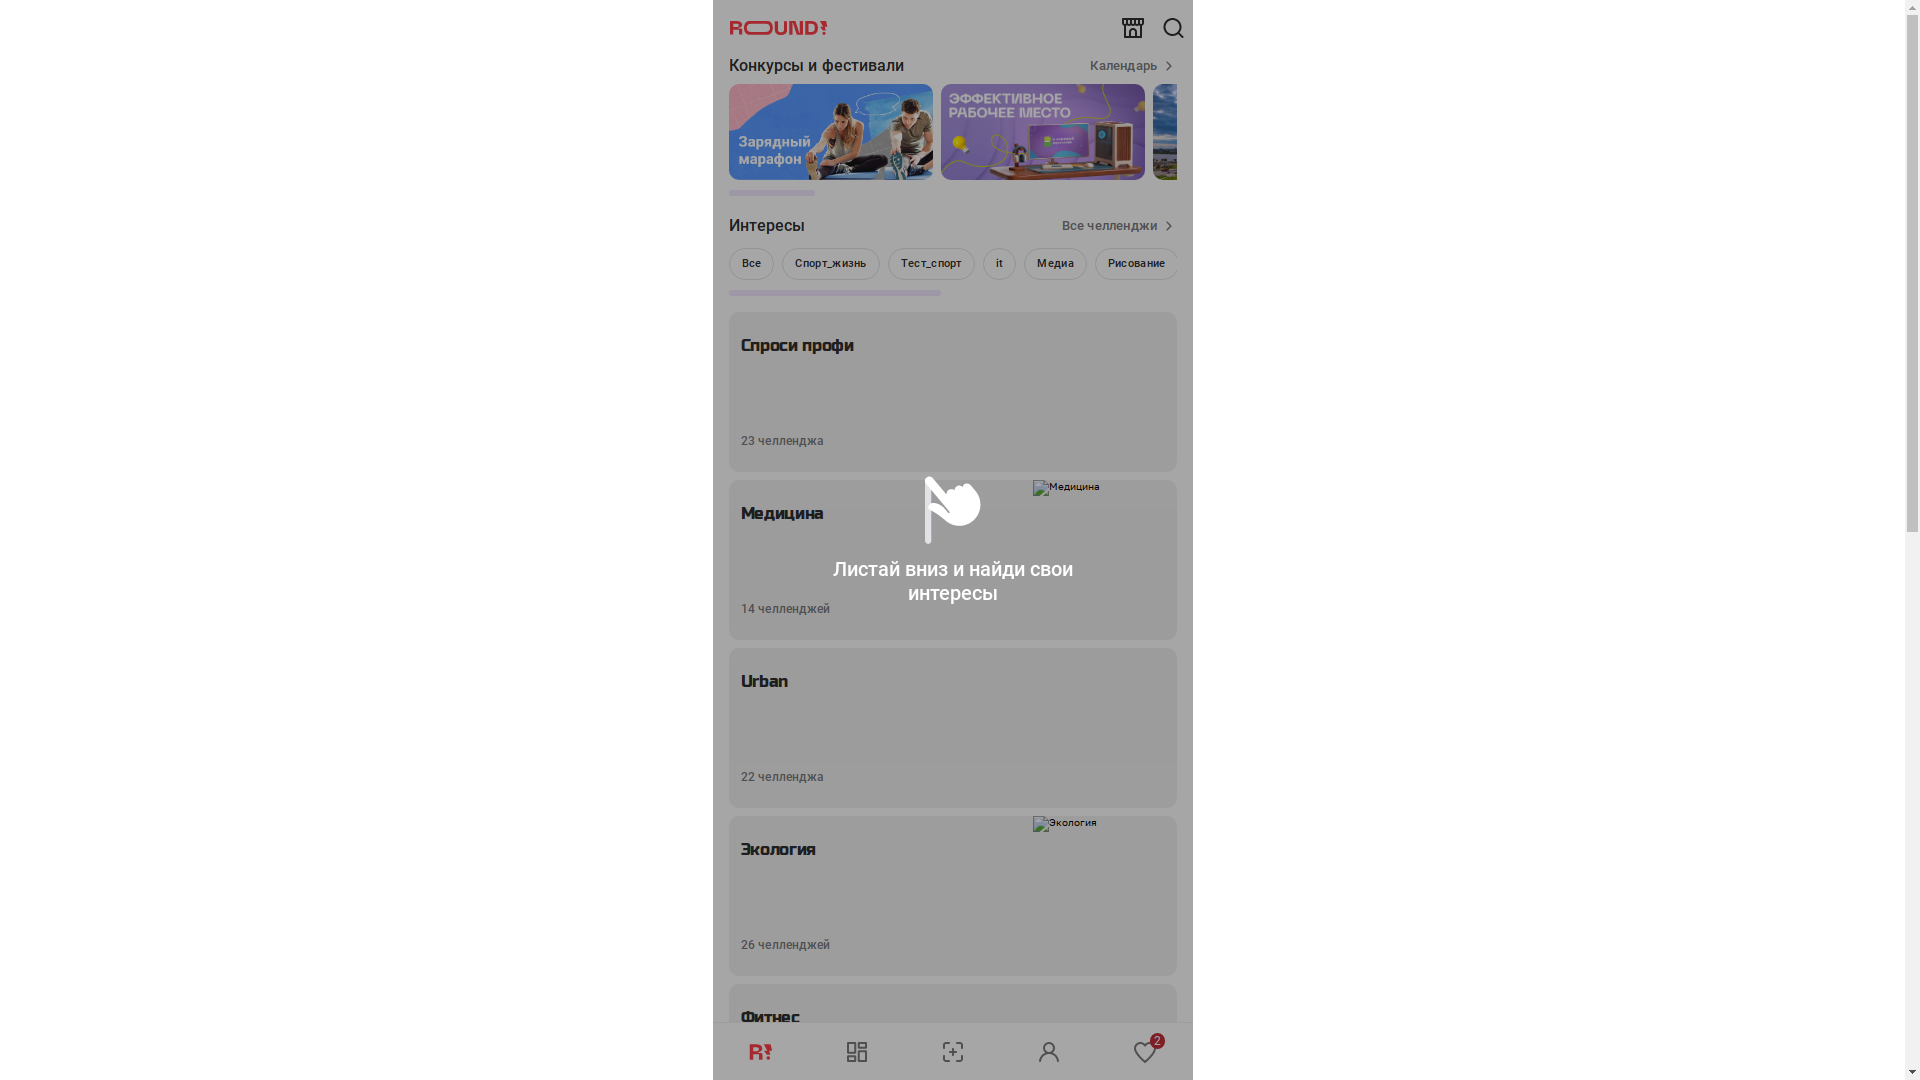 ROUND!
Конкурсы и фестивали
Календарь
Зарядный
марафон
ЭФФЕКТИВНОЕ
РАБОЧЕЕ МЕСТО
Интересы
Все челленджи
Все
Спорт_жизнь
Тест_спорт
it
Медиа
Рисование
Спроси профи
23 челленджа
Медицина
Медицина
Листай вниз и найди свои
интересы
14 челленджей
Urban
22 челленджа
Экология
Экология
26 челленджей
Фитнес
R!
2